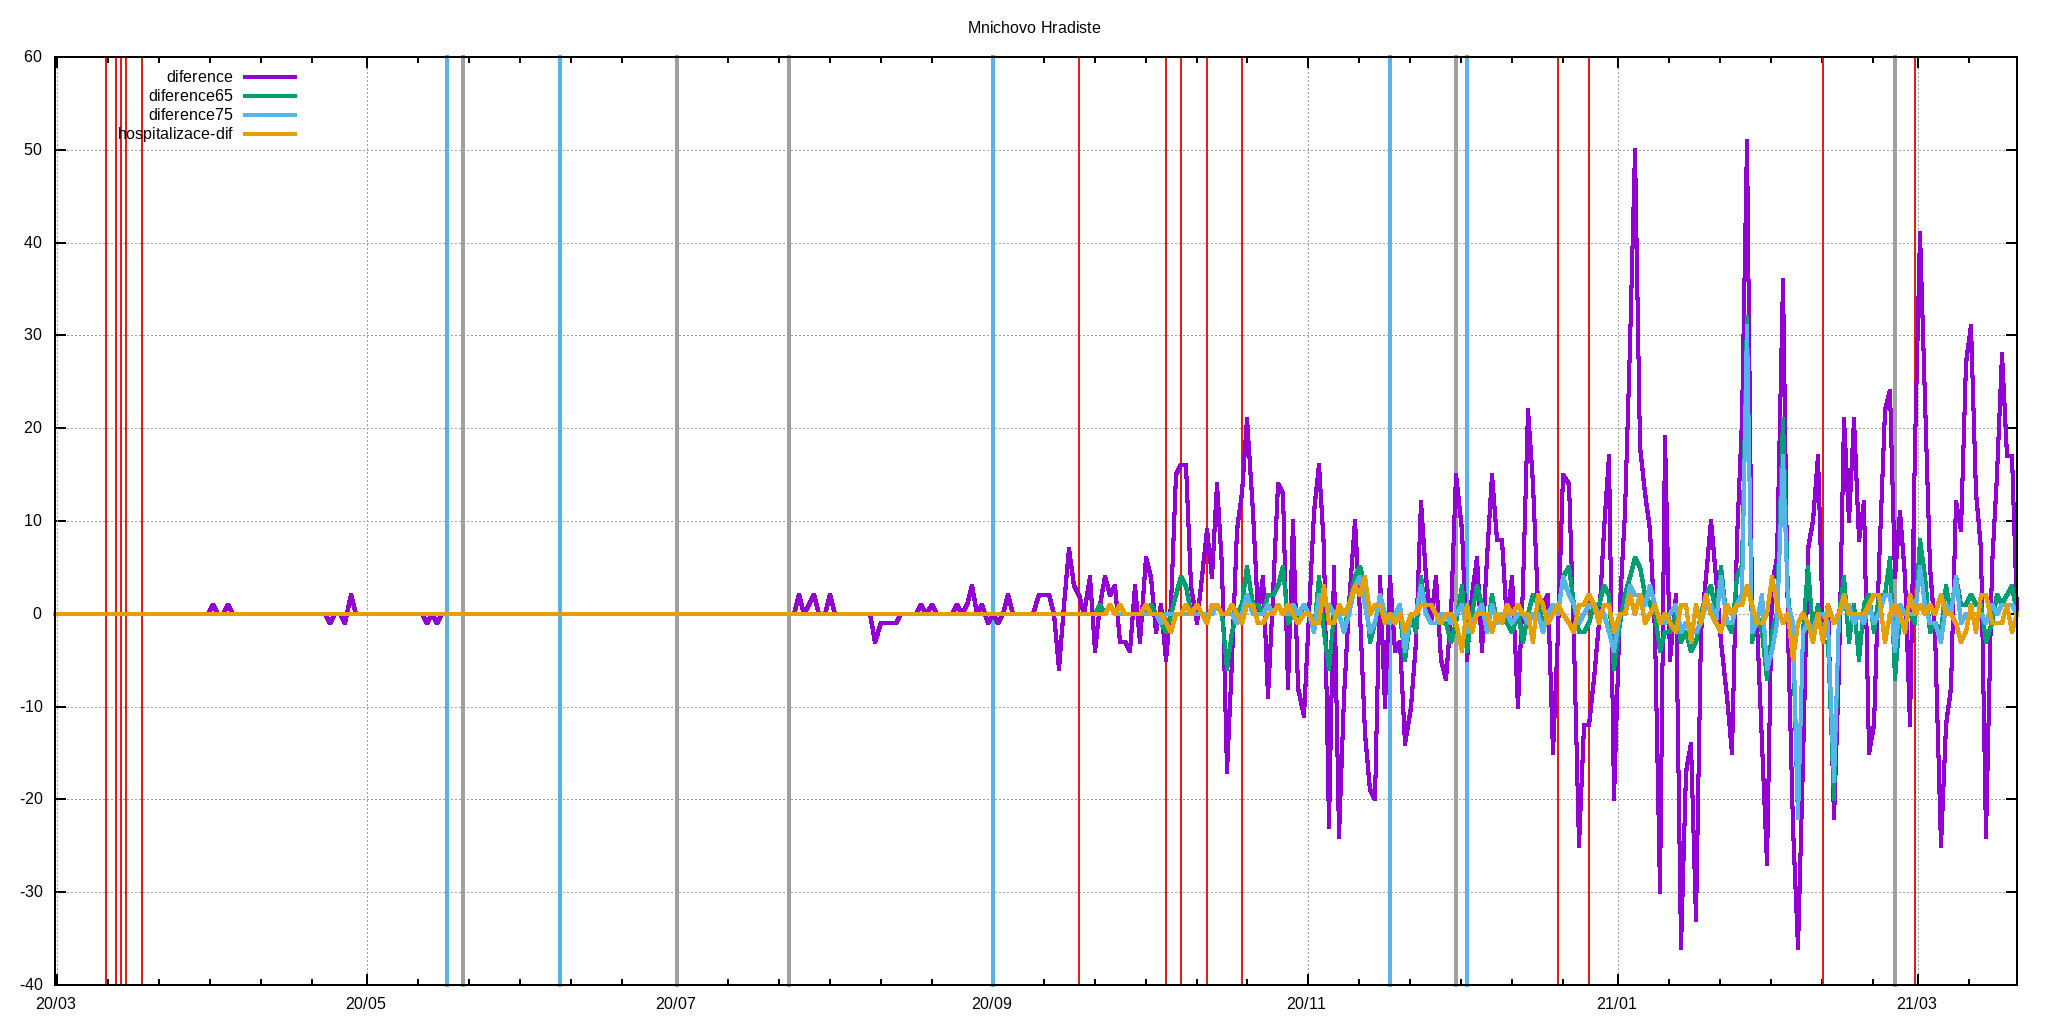 Mnichovo Hradiste
60
50
40
30
20
10
0
-10
-20
-30
-40
diference
diference65
diference75
hospitalizace-dif
20/03 20/05 20/07 20/09 20/11 21/01 21/03